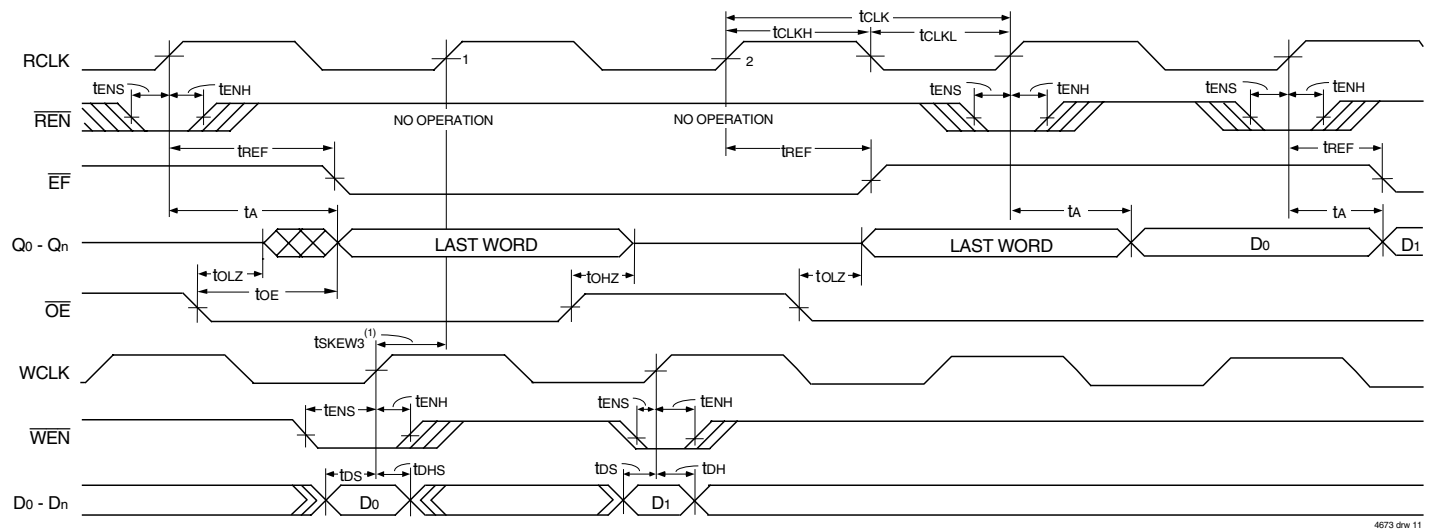 tCLK
tCLKH tCLKL
RCLK 1 2
tENS tENH tENS tENH tENS tENH
REN
NO OPERATION NO OPERATION
tREF tREF tREF
EF
tA tA tA
Q0 - Qn LAST WORD LAST WORD D0 D1
tOLZ tOHZ tOLZ
tOE
OE
tSKEW3(1)
WCLK
tENS tENH tENS tENH
WEN
tDS tDHS tDS tDH
D0 - Dn D0 D1
4673 drw 11